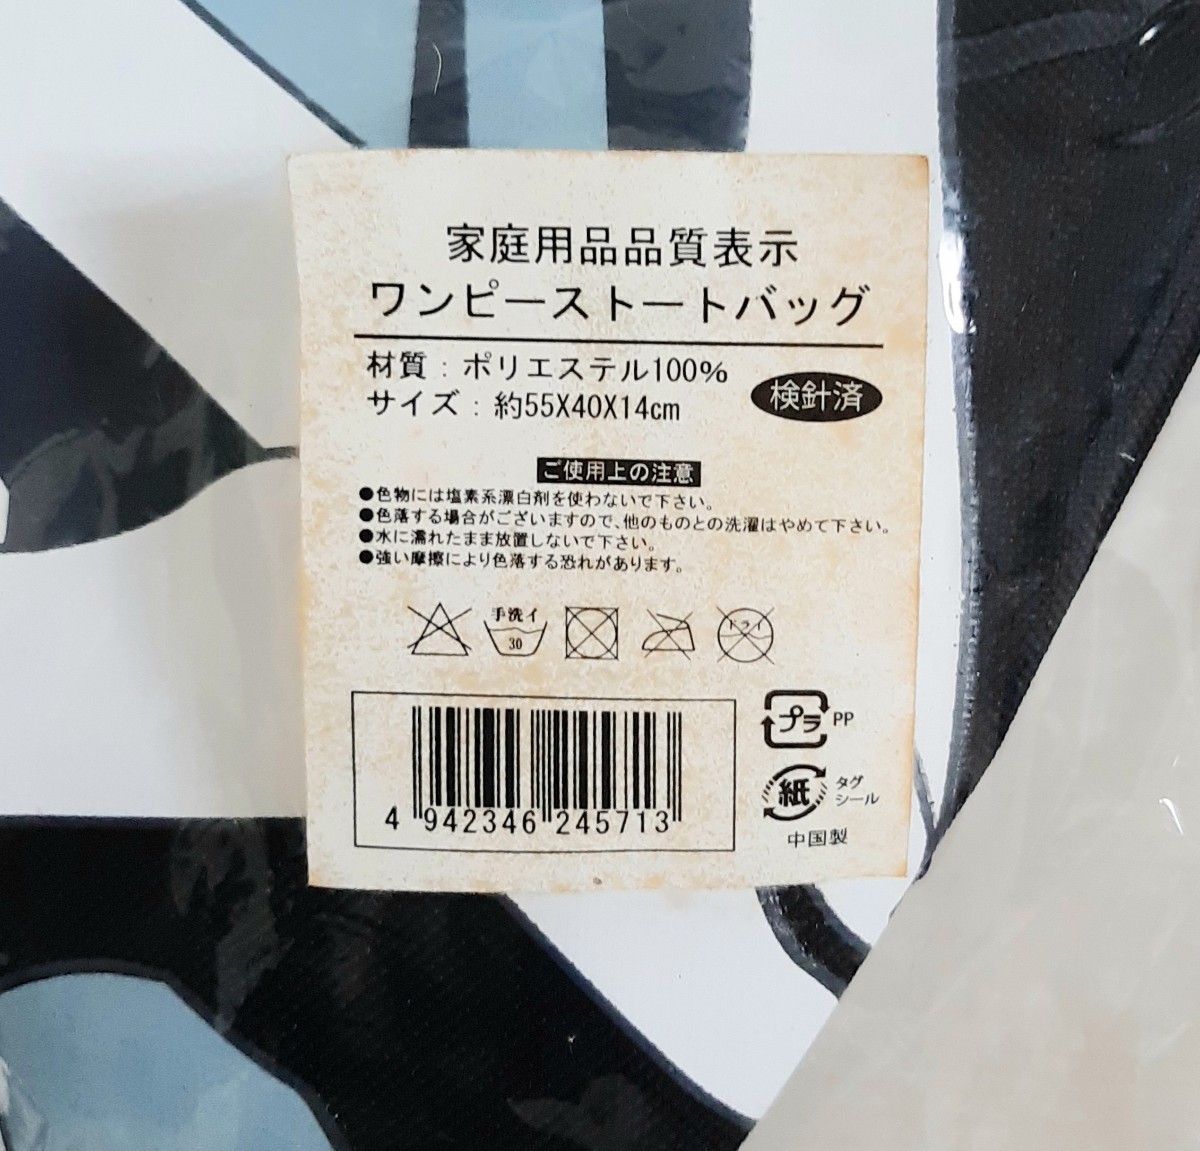 家庭用品品質表示
ワンピーストートバッグ
材質：ポリエステル100%
サイズ：約55X40X14cm
検針済
ご使用上の注意
●色物には塩素系漂白剤を使わないで下さい。
●色落する場合がございますので、他のものとの洗濯はやめて下さい。
●水に濡れたまま放置しないで下さい。
●強い摩擦により色落する恐れがあります。
手洗イ
30
ドライ
プラ PP
紙 タグ
シール
中国製
4 942346 245713